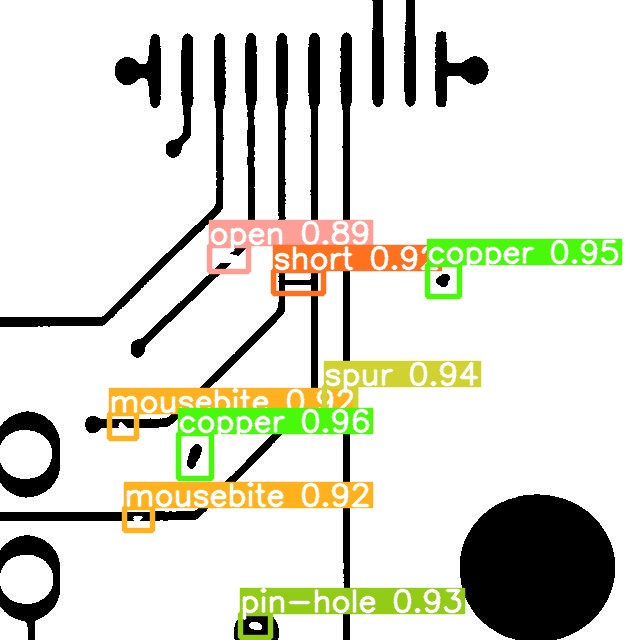 open 0.89
short 0.92
copper 0.95
spur 0.94
mousebite 0.92
copper 0.96
mousebite 0.92
pin-hole 0.93